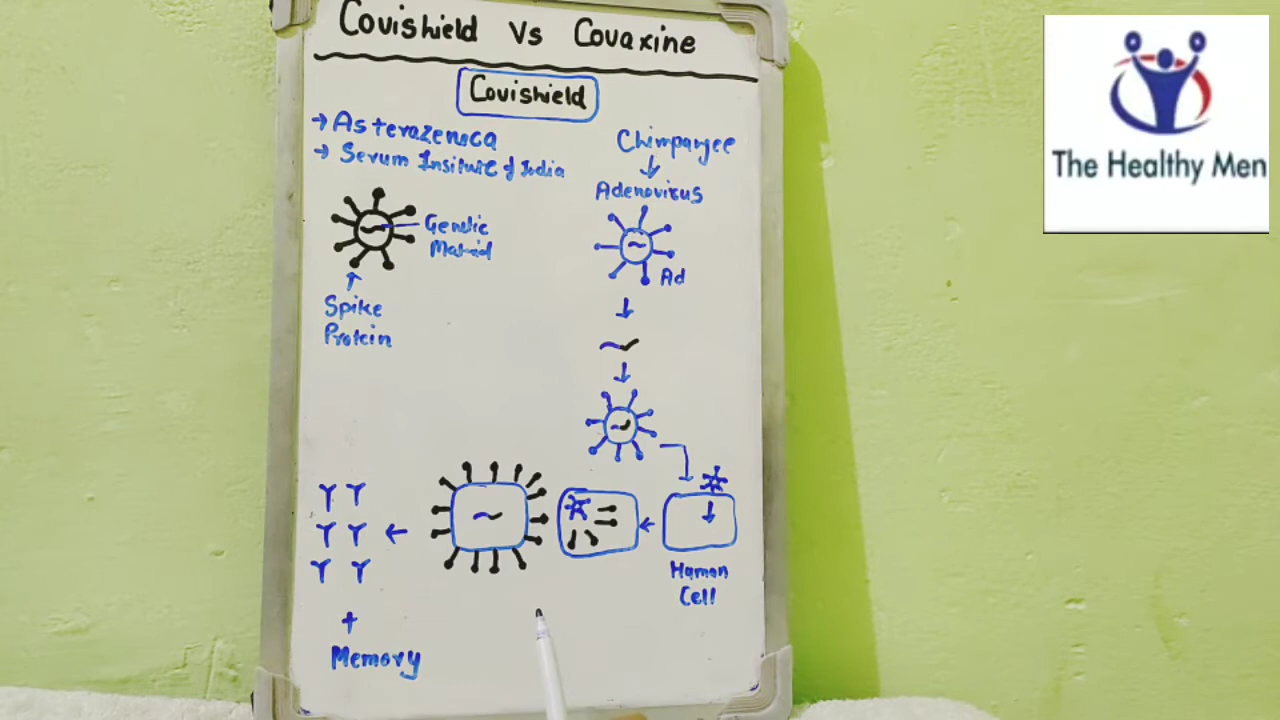 Covishield Vs Covaxine
Covishield
→ Asterazeneca
→ Serum Insitute of India
Genetic
Material
Spike
Protein
Chimpanjee
Adenovirus
Ad
Human
Cell
+
Memory
The Healthy Men